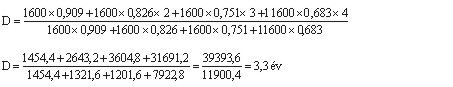 D = 1600×0,909+1600×0,826×2+1600×0,751×3+11600×0,683×4
1600×0,909+1600×0,826+1600×0,751+11600×0,683
D = 1454,4+2643,2+3604,8+31691,2 = 39393,6 = 3,3 év
1454,4+1321,6+1201,6+7922,8 11900,4